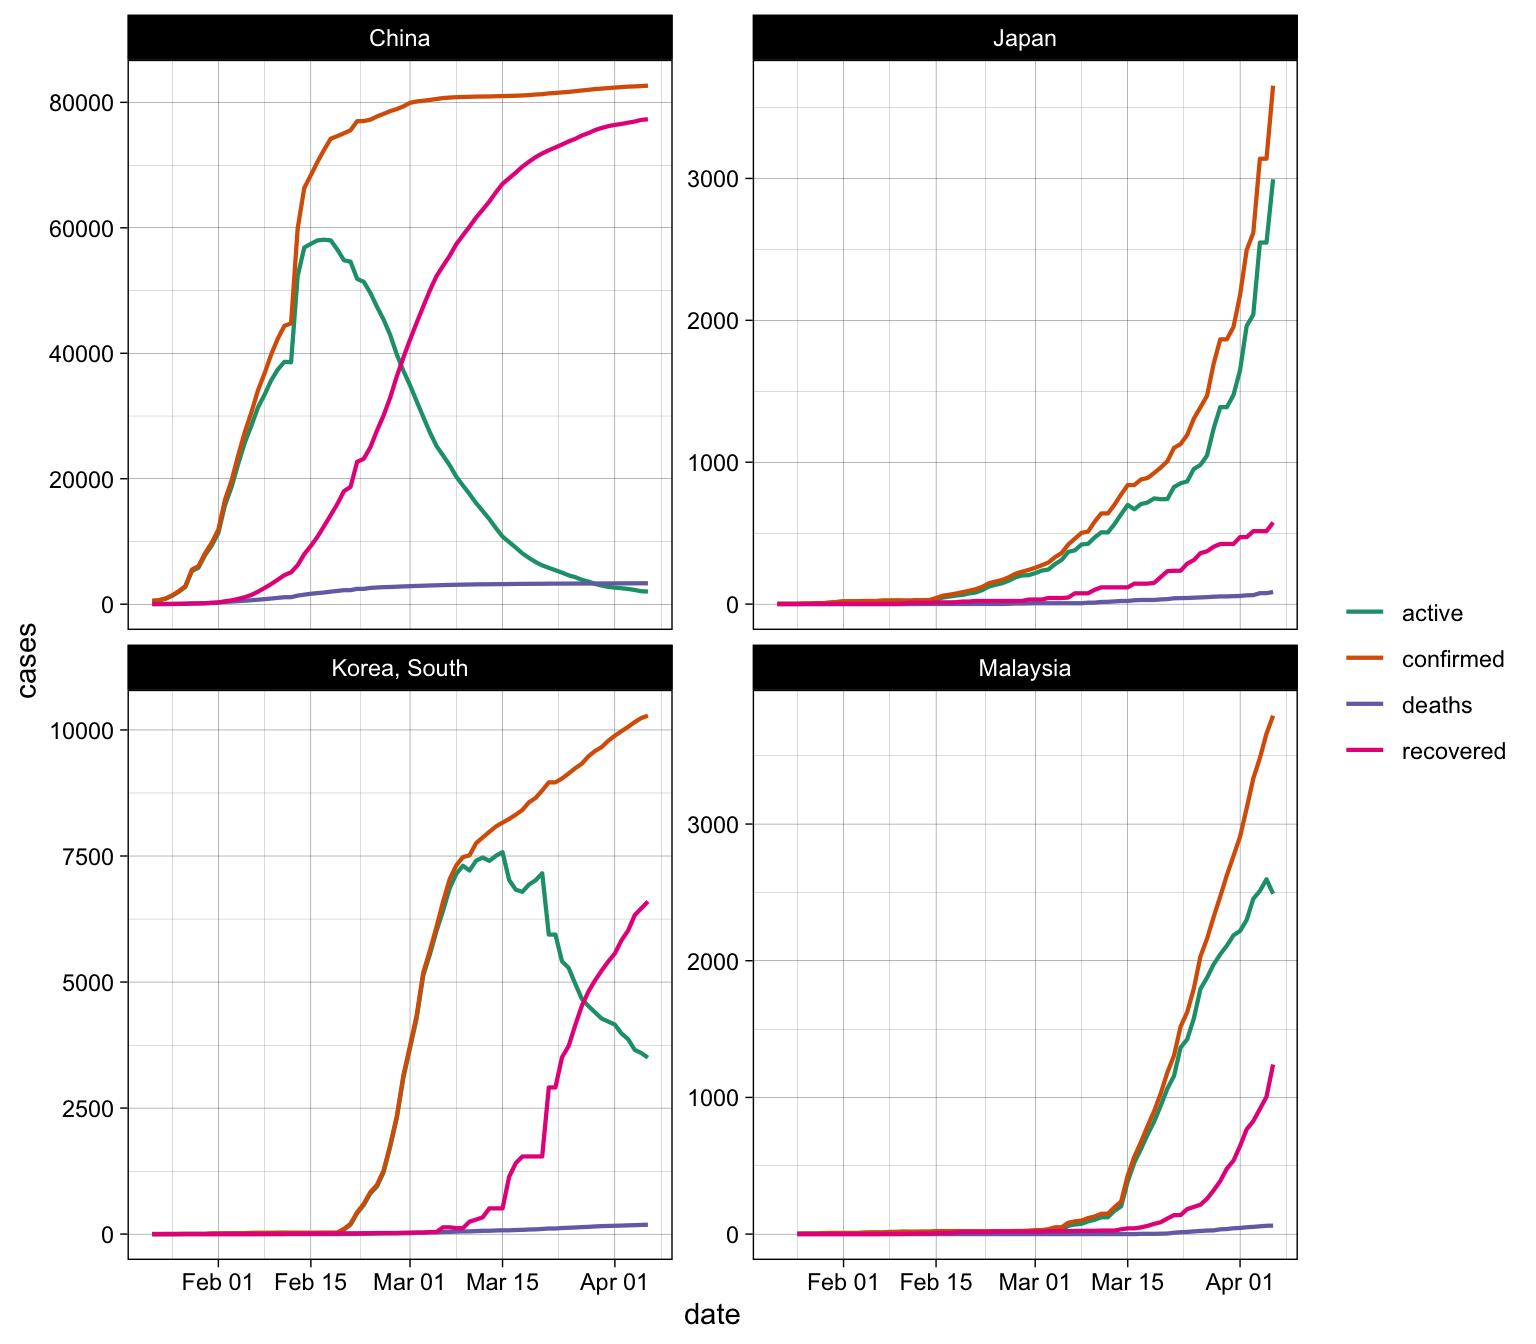 China
Japan
80000
60000
40000
20000
0
3000
2000
1000
0
Korea, South
Malaysia
10000
7500
5000
2500
0
3000
2000
1000
0
Feb 01 Feb 15 Mar 01 Mar 15 Apr 01
Feb 01 Feb 15 Mar 01 Mar 15 Apr 01
date
cases
active
confirmed
deaths
recovered